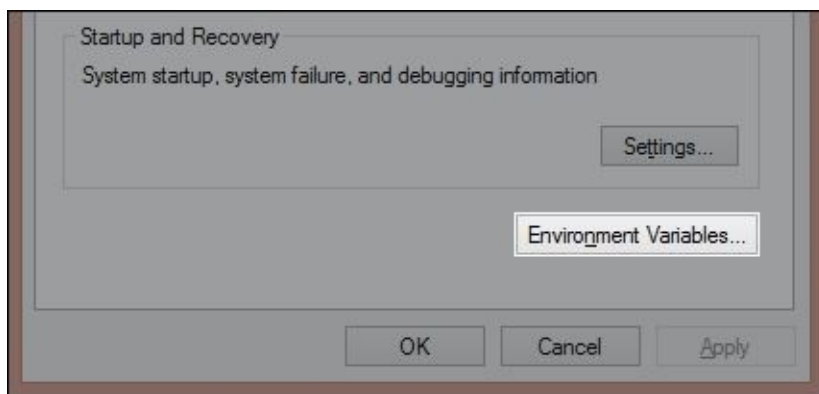 Startup and Recovery
System startup, system failure, and debugging information
Settings...
Environment Variables...
OK
Cancel
Apply